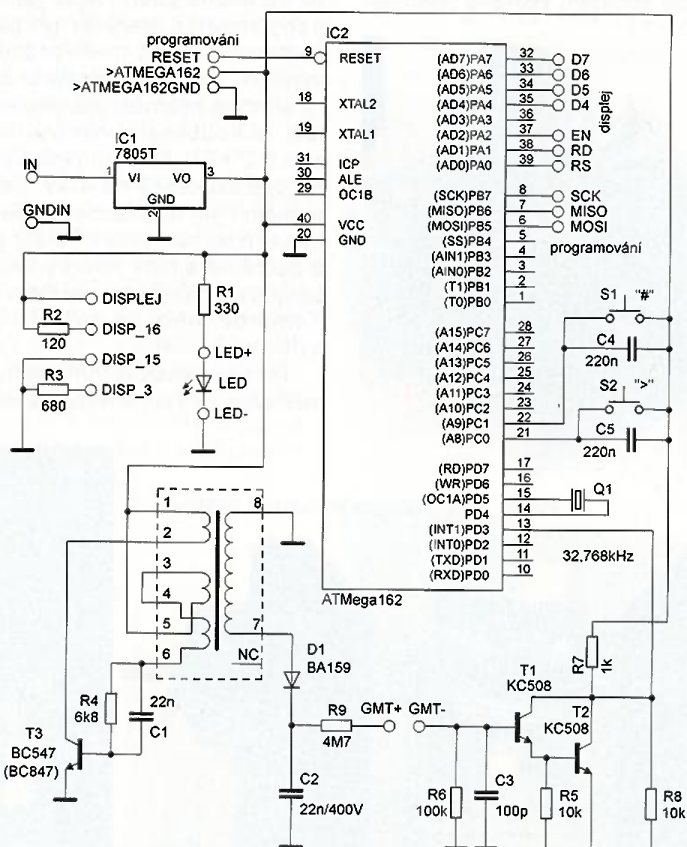 programování
RESET
>ATMEGA162
>ATMEGA162GND
IC1
7805T
IN
1
VI
VO
3
GND
2
GNDIN
DISPLEJ
R2
120
DISP_16
DISP_15
R3
680
DISP_3
R1
330
LED+
LED
LED-
IC2
9
RESET
18
XTAL2
19
XTAL1
31
ICP
30
ALE
29
OC1B
40
VCC
20
GND
(AD7)PA7 32 D7
(AD6)PA6 33 D6
(AD5)PA5 34 D5
(AD4)PA4 35 D4
(AD3)PA3 36
(AD2)PA2 37 EN
(AD1)PA1 38 RD
(AD0)PA0 39 RS
displej
(SCK)PB7 8 SCK
(MISO)PB6 7 MISO
(MOSI)PB5 6 MOSI
(SS)PB4 5
(AIN1)PB3 4
(AIN0)PB2 3
(T1)PB1 2
(T0)PB0 1
programování
(A15)PC7 28
(A14)PC6 27
(A13)PC5 26
(A12)PC4 25
(A11)PC3 24
(A10)PC2 23
(A9)PC1 22
(A8)PC0 21
S1 "#"
C4
220n
S2 ">"
C5
220n
(RD)PD7 17
(WR)PD6 16
(OC1A)PD5 15
PD4 14
(INT1)PD3 13
(INT0)PD2 12
(TXD)PD1 11
(RXD)PD0 10
Q1
32,768kHz
ATMega162
1
2
3
4
5
6
8
7
NC
R4
6k8
22n
C1
T3
BC547
(BC847)
D1
BA159
R9
4M7
GMT+
GMT-
C2
22n/400V
R6
100k
C3
100p
T1
KC508
T2
KC508
R5
10k
R7
1k
R8
10k